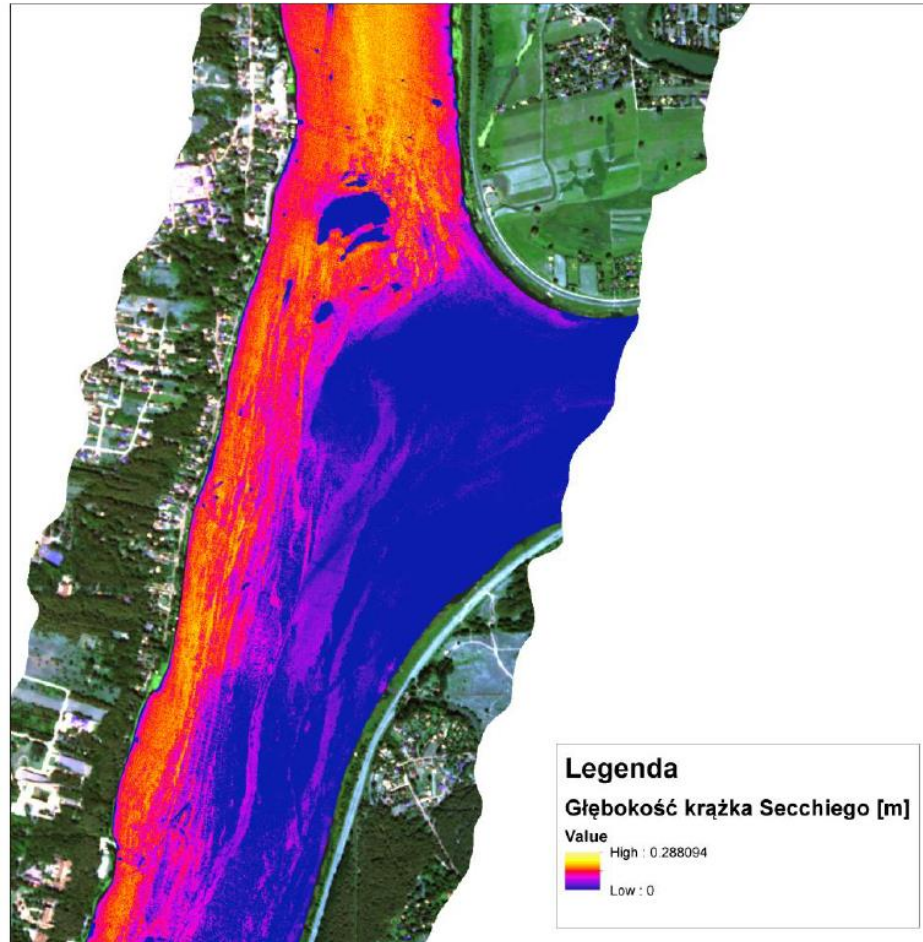 Legenda
Głębokość krążka Secchiego [m]
Value
High : 0.288094
Low : 0